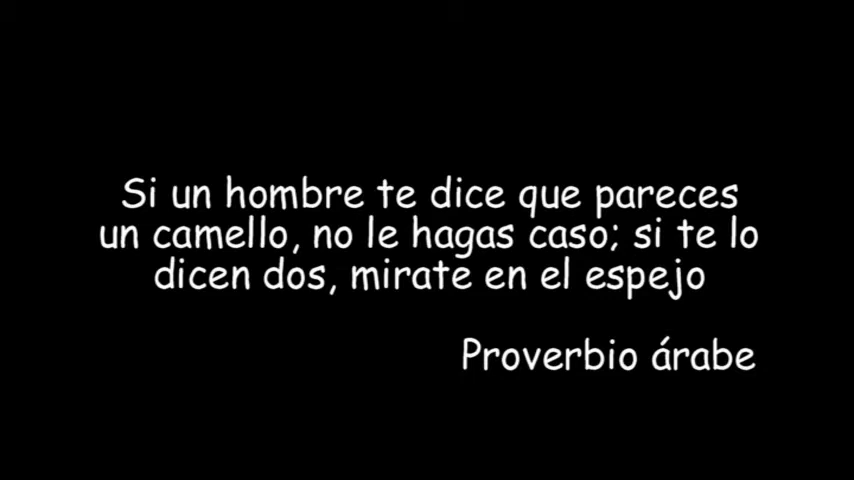 Si un hombre te dice que pareces
un camello, no le hagas caso; si te lo
dicen dos, mirate en el espejo
Proverbio árabe